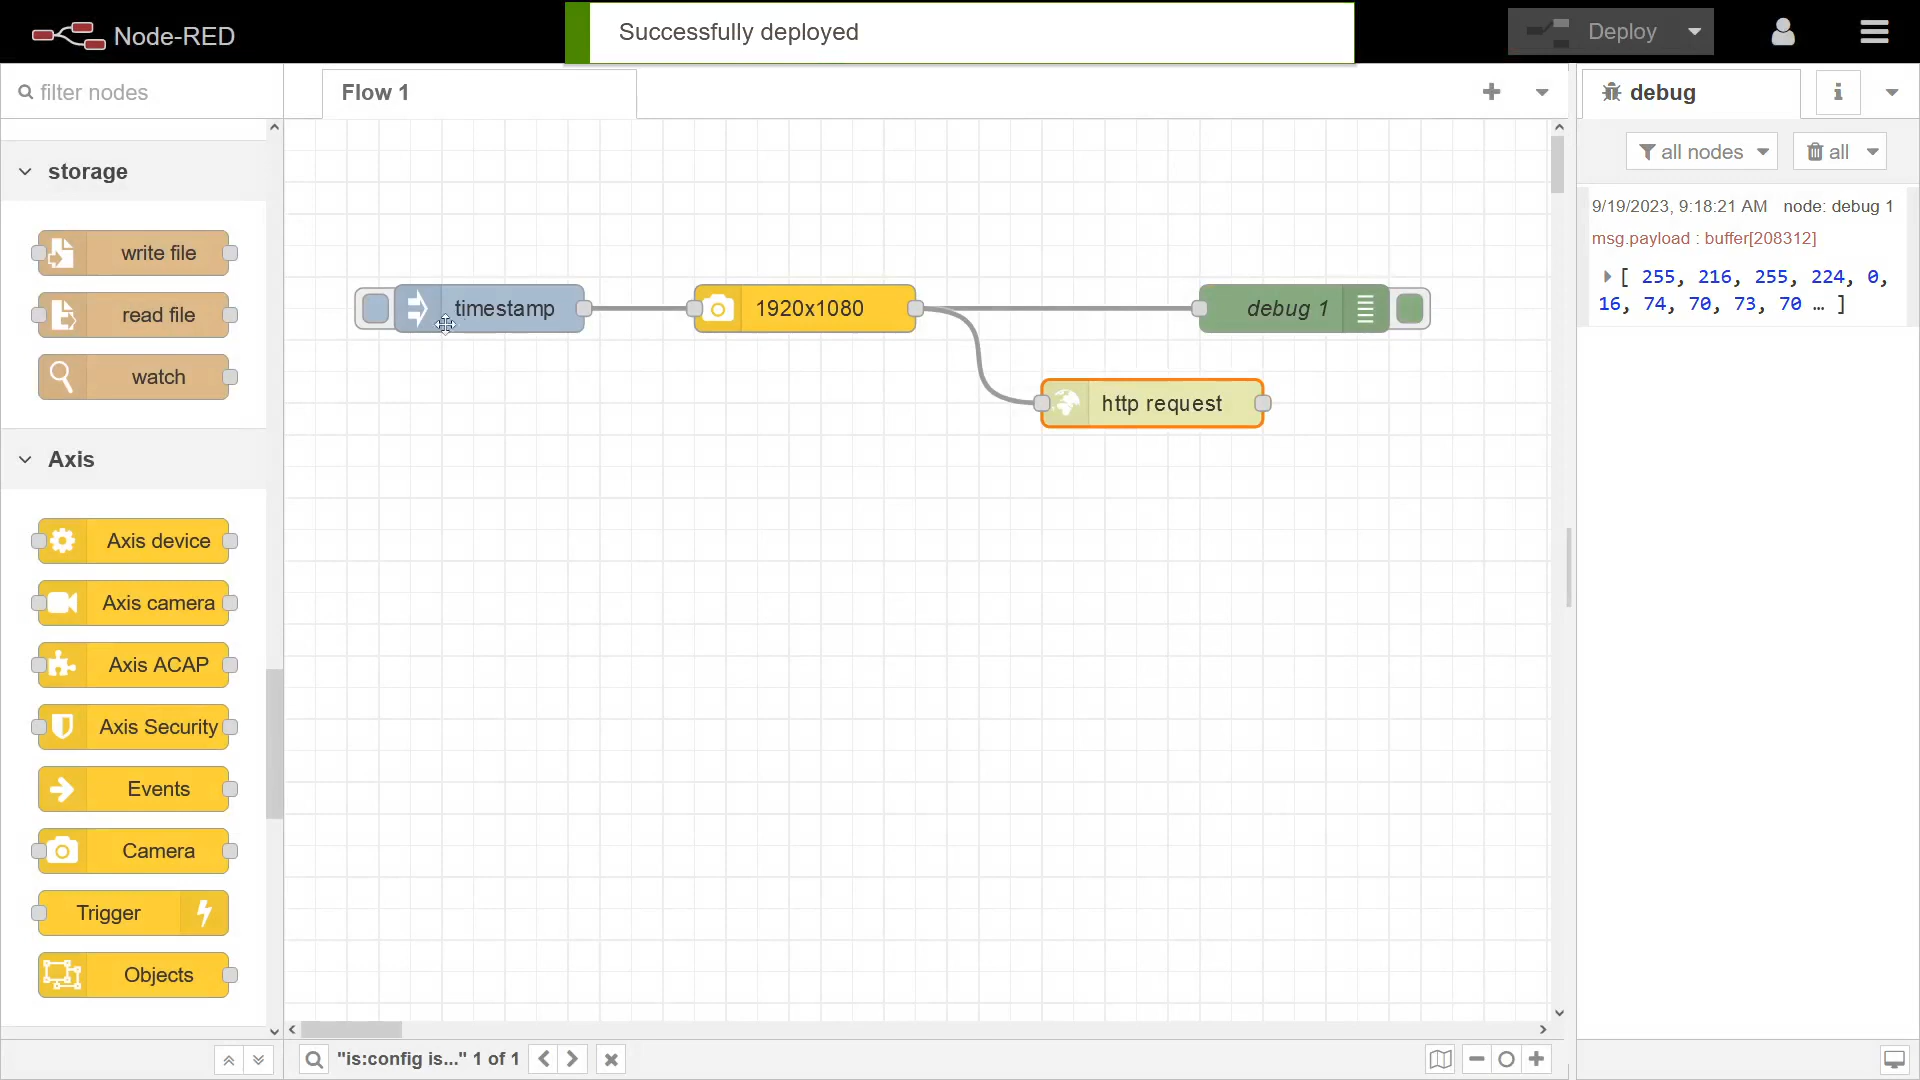 Node-RED
Successfully deployed
Deploy
filter nodes
Flow 1
debug
i
all nodes
all
storage
write file
read file
watch
Axis
Axis device
Axis camera
Axis ACAP
Axis Security
Events
Camera
Trigger
Objects
timestamp
1920x1080
debug 1
http request
9/19/2023, 9:18:21 AM node: debug 1
msg.payload : buffer[208312]
[ 255, 216, 255, 224, 0,
16, 74, 70, 73, 70 … ]
"is:config is..." 1 of 1